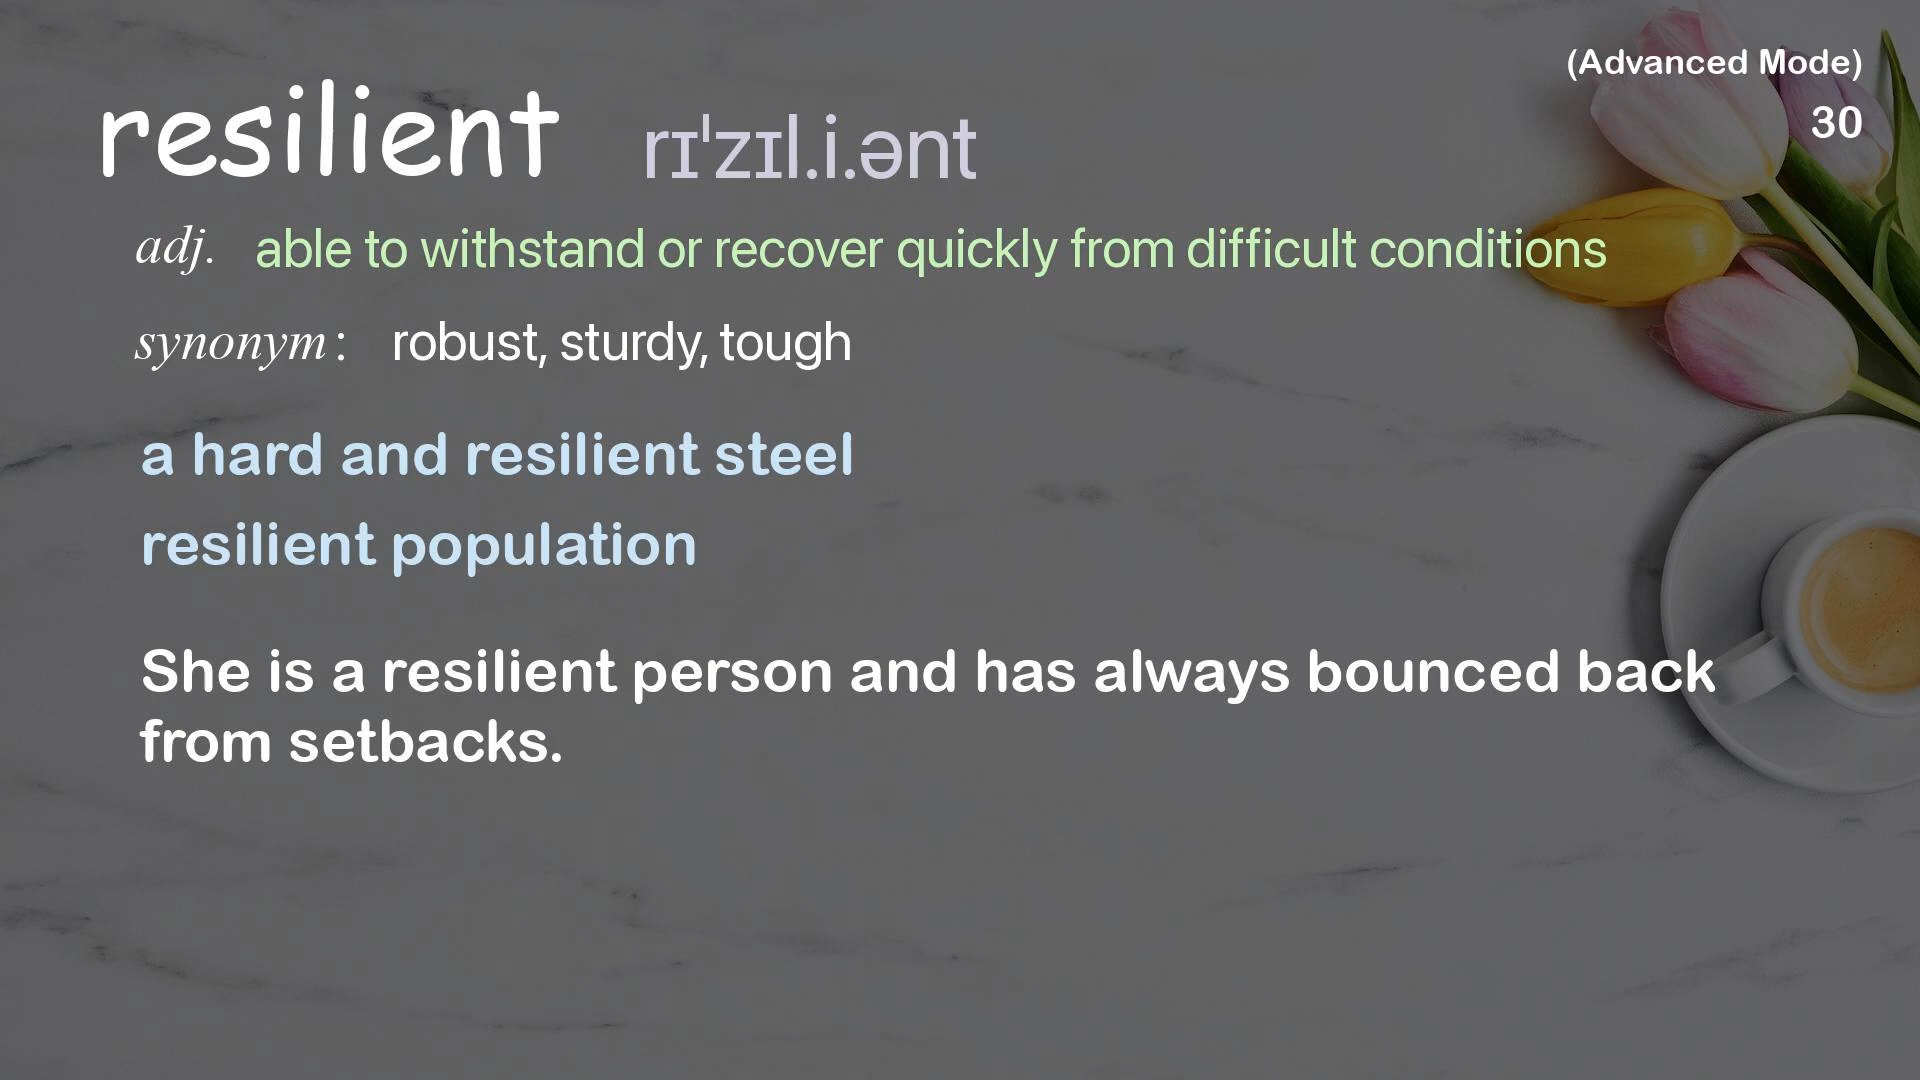 (Advanced Mode)
30
resilient rɪˈzɪl.i.ənt
adj. able to withstand or recover quickly from difficult conditions
synonym : robust, sturdy, tough
a hard and resilient steel
resilient population
She is a resilient person and has always bounced back
from setbacks.